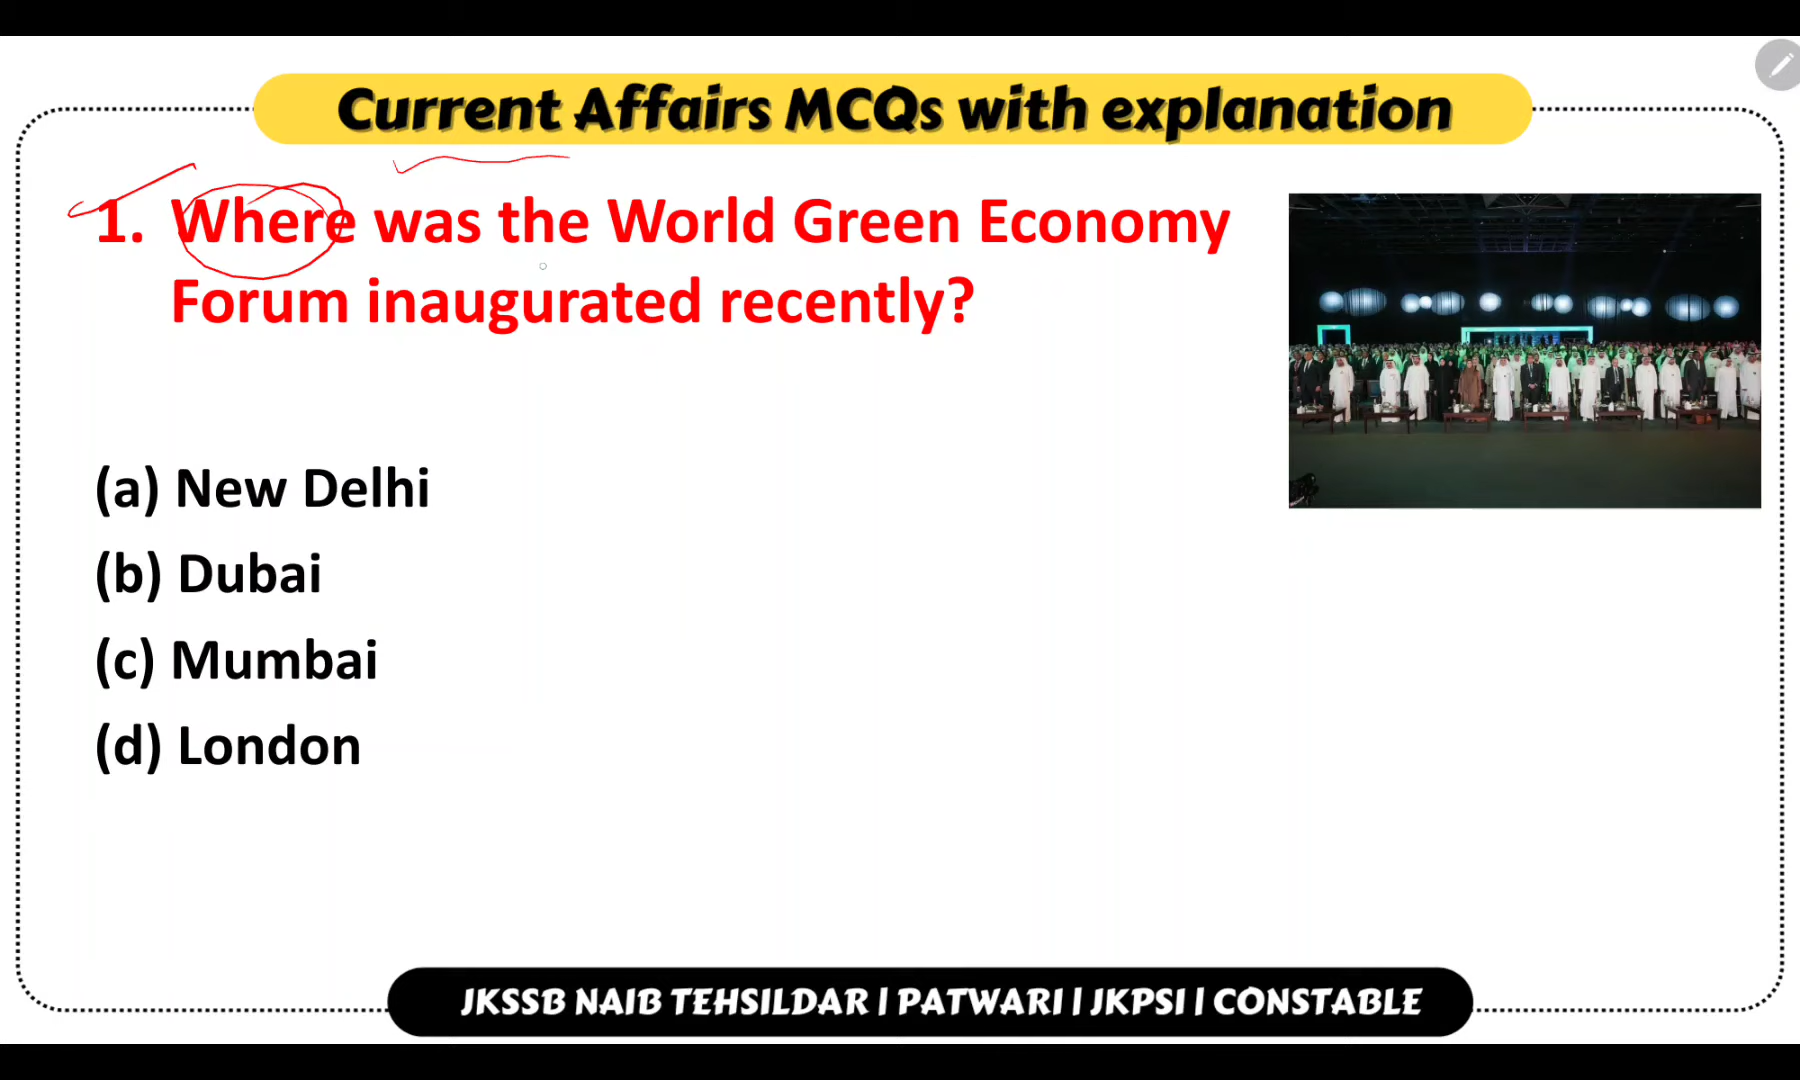 Current Affairs MCQs with explanation
1. Where was the World Green Economy
Forum inaugurated recently?
(a) New Delhi
(b) Dubai
(c) Mumbai
(d) London
JKSSB NAIB TEHSILDAR | PATWARI | JKPSI | CONSTABLE